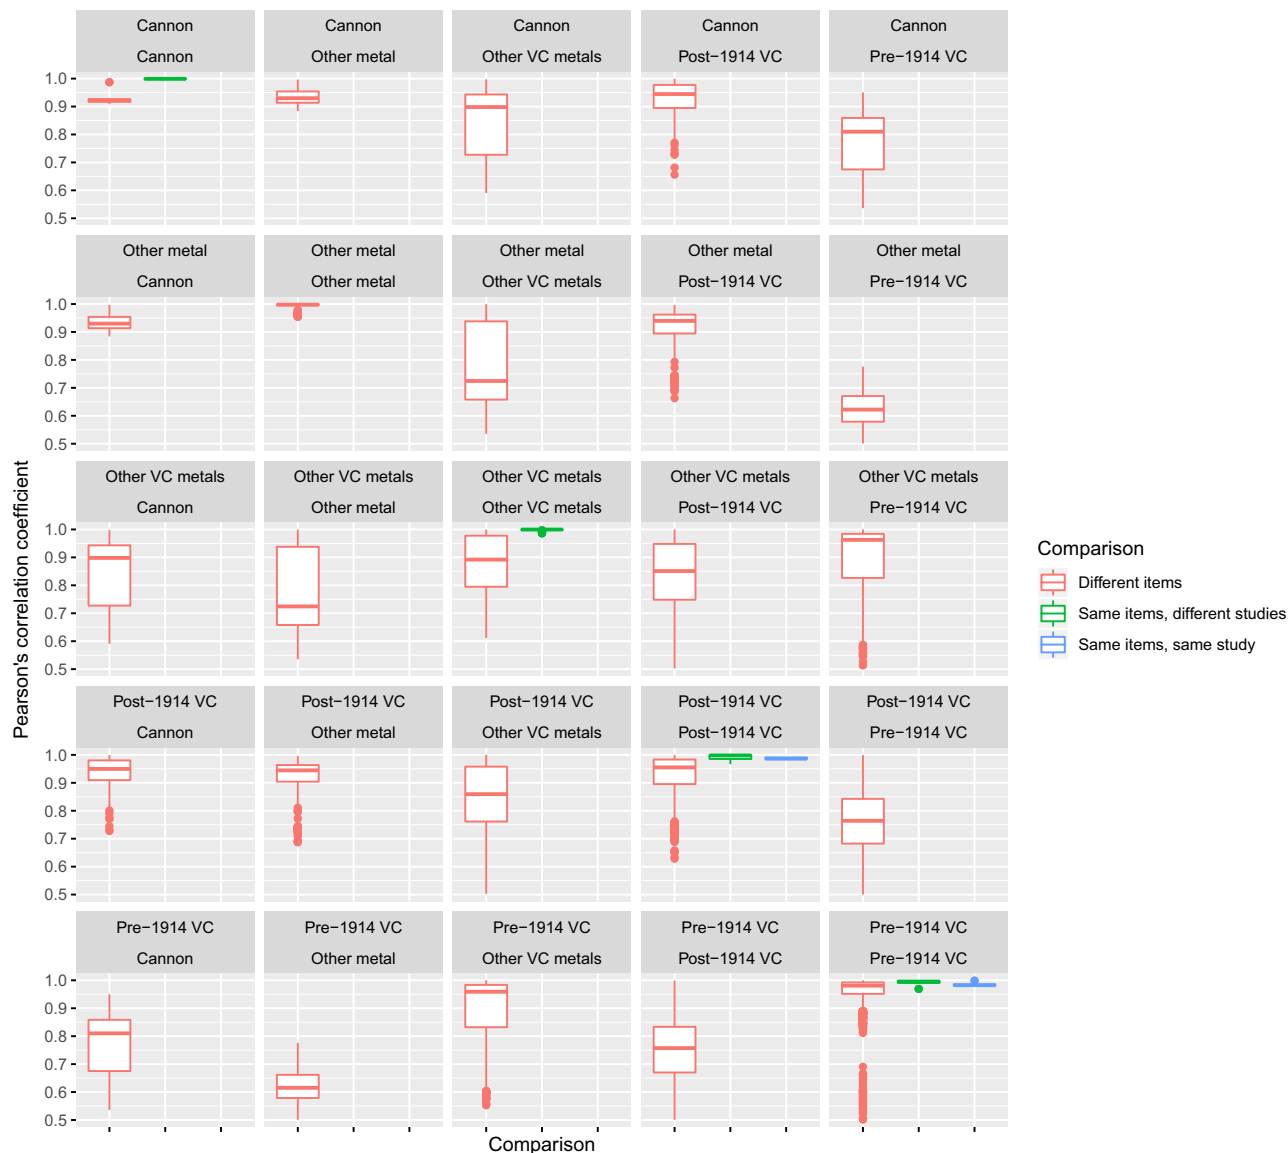 Cannon Cannon Cannon Cannon Cannon
Cannon Other metal Other VC metals Post−1914 VC Pre−1914 VC
1.0
0.9
0.8
0.7
0.6
0.5
Other metal Other metal Other metal Other metal Other metal
Cannon Other metal Other VC metals Post−1914 VC Pre−1914 VC
1.0
0.9
0.8
0.7
0.6
0.5
Other VC metals Other VC metals Other VC metals Other VC metals Other VC metals
Cannon Other metal Other VC metals Post−1914 VC Pre−1914 VC
1.0
0.9
0.8
0.7
0.6
0.5
Post−1914 VC Post−1914 VC Post−1914 VC Post−1914 VC Post−1914 VC
Cannon Other metal Other VC metals Post−1914 VC Pre−1914 VC
1.0
0.9
0.8
0.7
0.6
0.5
Pre−1914 VC Pre−1914 VC Pre−1914 VC Pre−1914 VC Pre−1914 VC
Cannon Other metal Other VC metals Post−1914 VC Pre−1914 VC
1.0
0.9
0.8
0.7
0.6
0.5
Pearson's correlation coefficient
Comparison
Comparison
Different items
Same items, different studies
Same items, same study